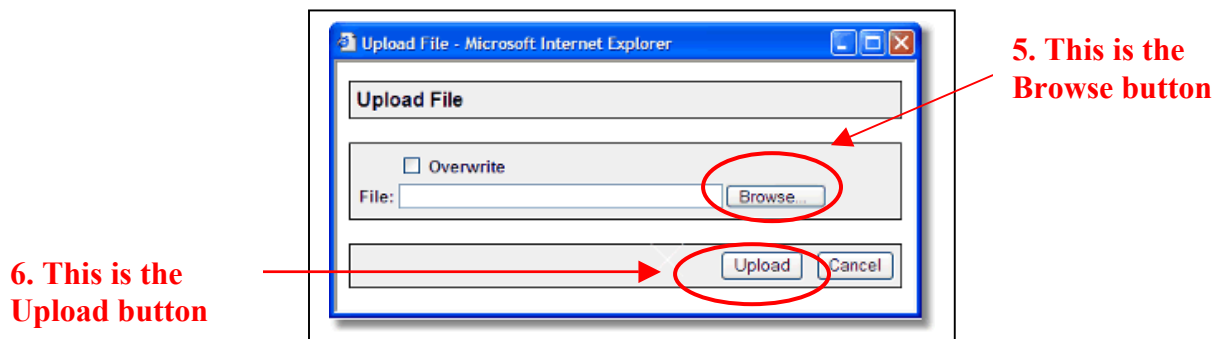 Upload File - Microsoft Internet Explorer
5. This is the
Browse button
Upload File
Overwrite
File:
Browse...
6. This is the
Upload button
Upload
Cancel